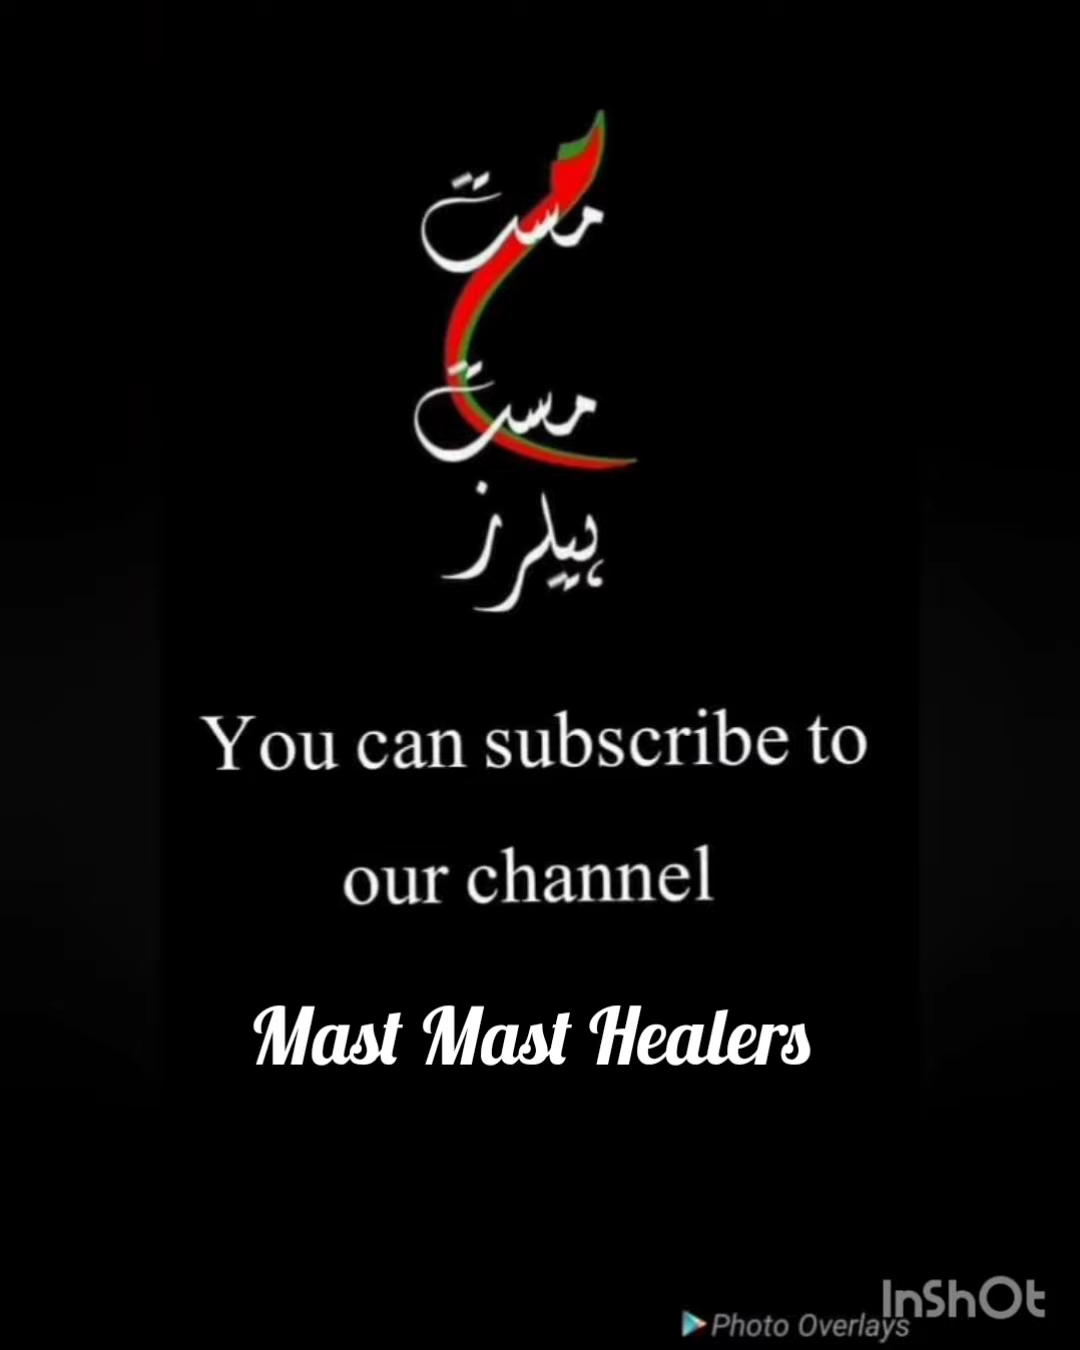 مست
مست
ہیلرز
You can subscribe to
our channel
Mast Mast Healers
InShOt
Photo Overlays